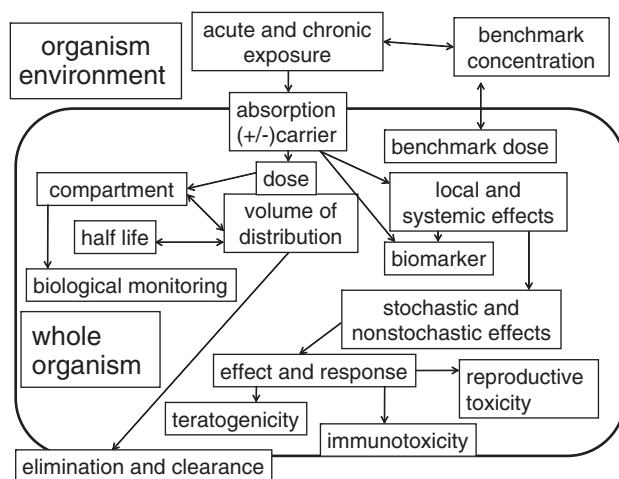 organism
environment
acute and chronic
exposure
benchmark
concentration
absorption
(+/-)carrier
benchmark dose
dose
compartment
volume of
distribution
local and
systemic effects
half life
biomarker
biological monitoring
stochastic and
nonstochastic effects
whole
organism
effect and response
reproductive
toxicity
teratogenicity
immunotoxicity
elimination and clearance